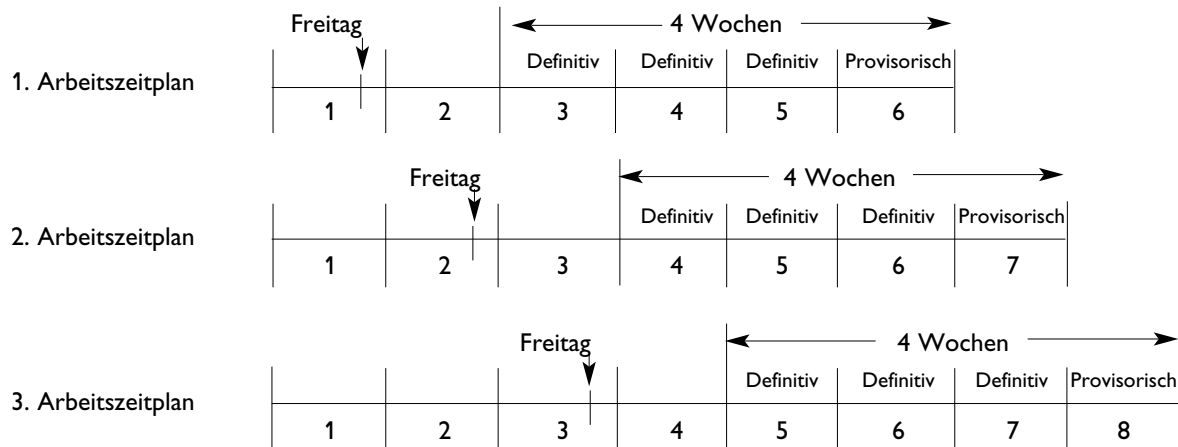 Freitag 4 Wochen
Definitiv Definitiv Definitiv Provisorisch
1. Arbeitszeitplan
1 2 3 4 5 6
Freitag 4 Wochen
Definitiv Definitiv Definitiv Provisorisch
2. Arbeitszeitplan
1 2 3 4 5 6 7
Freitag 4 Wochen
Definitiv Definitiv Definitiv Provisorisch
3. Arbeitszeitplan
1 2 3 4 5 6 7 8